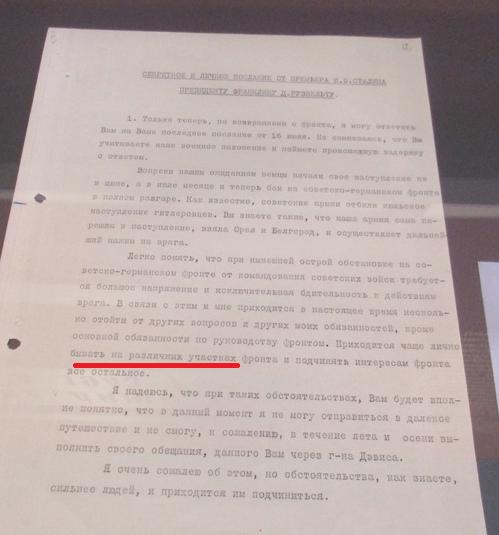 СЕКРЕТНОЕ И ЛИЧНОЕ ПОСЛАНИЕ ОТ ПРЕМЬЕРА И.В.СТАЛИНА
ПРЕЗИДЕНТУ ФРАНКЛИНУ Д.РУЗВЕЛЬТУ.
1. Только теперь, по возвращении с фронта, я могу ответить
Вам на Ваше последнее послание от 16 июля. Не сомневаюсь, что Вы
учитываете наше военное положение и поймете происшедшую задержку
с ответом.
Вопреки нашим ожиданиям немцы начали свое наступление не
в июне, а в июле месяце и теперь бои на советско-германском фронте
в полном разгаре. Как известно, советские армии отбили июльское
наступление гитлеровцев. Вы знаете также, что наша армия сама пе-
решла в наступление, взяла Орел и Белгород, и осуществляет дальней-
ший нажим на врага.
Легко понять, что при нынешней острой обстановке на со-
ветско-германском фронте от командования советских войск требует-
ся большое напряжение и исключительная бдительность к действиям
врага. В связи с этим и мне приходится в настоящее время несколь-
ко отойти от других вопросов и других моих обязанностей, кроме
основной обязанности по руководству фронтом. Приходится чаще лично
бывать на различных участках фронта и подчинять интересам фронта
все остальное.
Я надеюсь, что при таких обстоятельствах, Вам будет впол-
не понятно, что в данный момент я не могу отправиться в далекое
путешествие и не смогу, к сожалению, в течение лета и осени вы-
полнить своего обещания, данного Вам через г-на Дэвиса.
Я очень сожалею об этом, но обстоятельства, как знаете,
сильнее людей, и приходится им подчиниться.